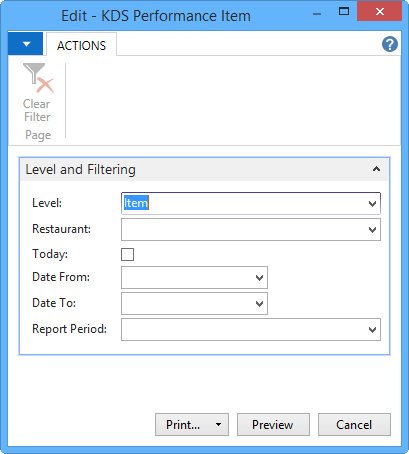 Edit - KDS Performance Item
ACTIONS
Clear
Filter
Page
Level and Filtering
Level: Item
Restaurant:
Today:
Date From:
Date To:
Report Period:
Print... Preview Cancel